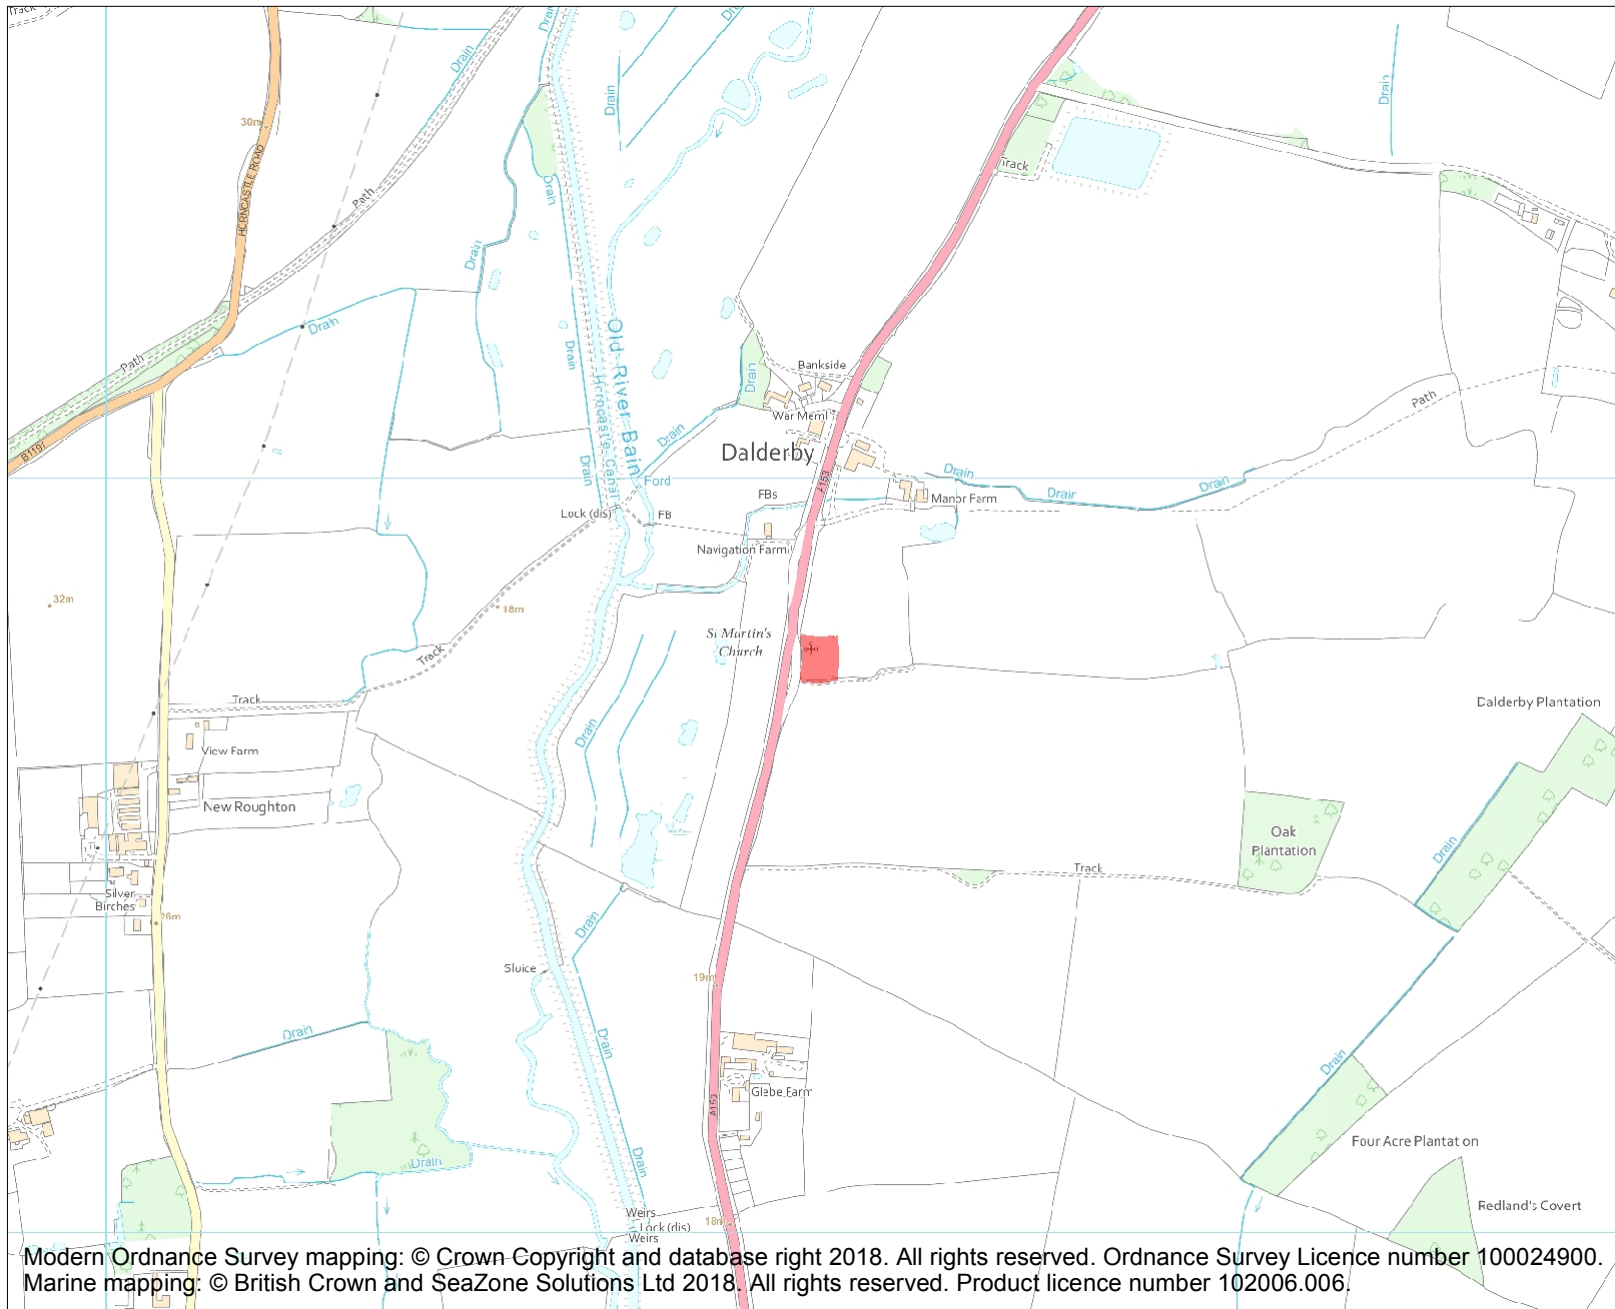 Track
Drain
Drain
Drain
Drain
Drain
30m
HORNCASTLE ROAD
Path
Track
Drain
Drain
Path
Drain
Drain
Old River Bain
Horncastle Canal
Drain
Bankside
War Meml
Path
B1191
Drain
Dalderby
A153
Drain
Ford
Drain
Drain
FBs
Manor Farm
Lock (dis)
FB
Navigation Farm
32m
18m
St Martin's
Church
Track
Track
Dalderby Plantation
Drain
View Farm
New Roughton
Oak
Plantation
Drain
Track
Silver
Birches
26m
Drain
Sluice
19m
Drain
Drain
Drain
Glebe Farm
A153
Four Acre Plantation
Drain
Drain
Redland's Covert
Weirs
Lock (dis)
Weirs
18m
Modern Ordnance Survey mapping: © Crown Copyright and database right 2018. All rights reserved. Ordnance Survey Licence number 100024900.
Marine mapping: © British Crown and SeaZone Solutions Ltd 2018. All rights reserved. Product licence number 102006.006.